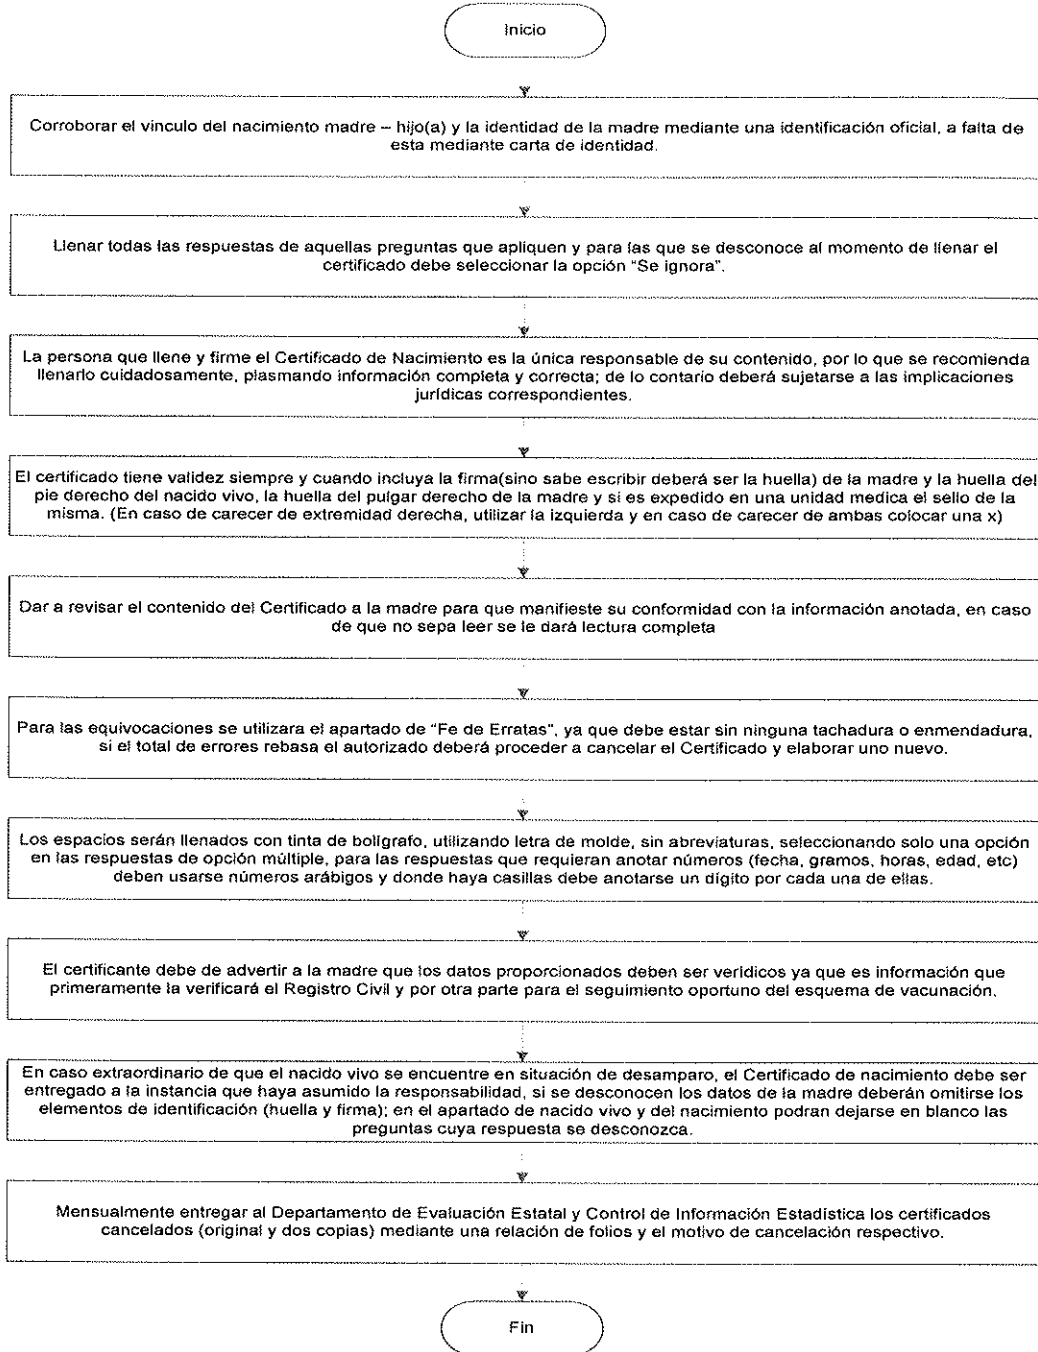 Inicio
Corroborar el vinculo del nacimiento madre – hijo(a) y la identidad de la madre mediante una identificación oficial, a falta de
esta mediante carta de identidad.
Llenar todas las respuestas de aquellas preguntas que apliquen y para las que se desconoce al momento de llenar el
certificado debe seleccionar la opción "Se ignora".
La persona que llene y firme el Certificado de Nacimiento es la única responsable de su contenido, por lo que se recomienda
llenarlo cuidadosamente, plasmando información completa y correcta; de lo contario deberá sujetarse a las implicaciones
jurídicas correspondientes.
El certificado tiene validez siempre y cuando incluya la firma(sino sabe escribir deberá ser la huella) de la madre y la huella del
pie derecho del nacido vivo, la huella del pulgar derecho de la madre y si es expedido en una unidad medica el sello de la
misma. (En caso de carecer de extremidad derecha, utilizar la izquierda y en caso de carecer de ambas colocar una x)
Dar a revisar el contenido del Certificado a la madre para que manifieste su conformidad con la información anotada, en caso
de que no sepa leer se le dará lectura completa
Para las equivocaciones se utilizara el apartado de "Fe de Erratas", ya que debe estar sin ninguna tachadura o enmendadura,
si el total de errores rebasa el autorizado deberá proceder a cancelar el Certificado y elaborar uno nuevo.
Los espacios serán llenados con tinta de bolígrafo, utilizando letra de molde, sin abreviaturas, seleccionando solo una opción
en las respuestas de opción múltiple, para las respuestas que requieran anotar números (fecha, gramos, horas, edad, etc)
deben usarse números arábigos y donde haya casillas debe anotarse un dígito por cada una de ellas.
El certificante debe de advertir a la madre que los datos proporcionados deben ser verídicos ya que es información que
primeramente la verificará el Registro Civil y por otra parte para el seguimiento oportuno del esquema de vacunación.
En caso extraordinario de que el nacido vivo se encuentre en situación de desamparo, el Certificado de nacimiento debe ser
entregado a la instancia que haya asumido la responsabilidad, si se desconocen los datos de la madre deberán omitirse los
elementos de identificación (huella y firma); en el apartado de nacido vivo y del nacimiento podran dejarse en blanco las
preguntas cuya respuesta se desconozca.
Mensualmente entregar al Departamento de Evaluación Estatal y Control de Información Estadística los certificados
cancelados (original y dos copias) mediante una relación de folios y el motivo de cancelación respectivo.
Fin